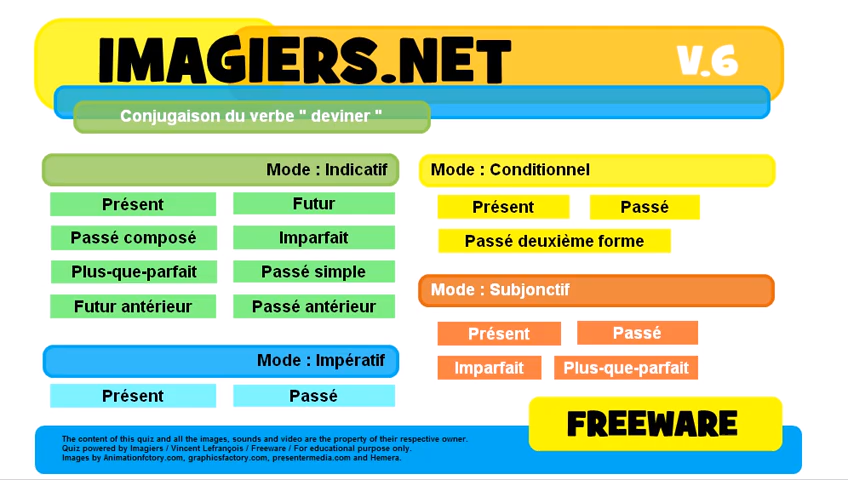 IMAGIERS.NET
V.6
Conjugaison du verbe " deviner "
Mode : Indicatif
Présent
Futur
Passé composé
Imparfait
Plus-que-parfait
Passé simple
Futur antérieur
Passé antérieur
Mode : Impératif
Présent
Passé
Mode : Conditionnel
Présent
Passé
Passé deuxième forme
Mode : Subjonctif
Présent
Passé
Imparfait
Plus-que-parfait
FREEWARE
The content of this quiz and all the images, sounds and video are the property of their respective owner.
Quiz powered by Imagiers / Vincent Lefrançois / Freeware / For educational purpose only.
Images by Animationfctory.com, graphicsfactory.com, presentermedia.com and Hemera.